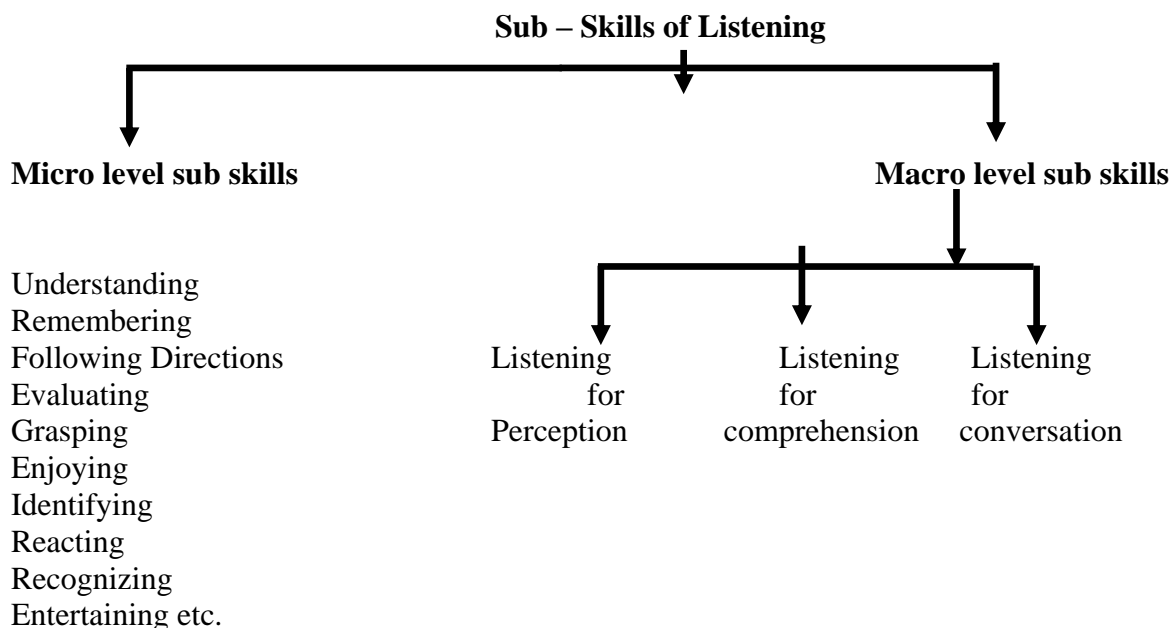 Sub – Skills of Listening
Micro level sub skills
Macro level sub skills
Understanding
Remembering
Following Directions
Evaluating
Grasping
Enjoying
Identifying
Reacting
Recognizing
Entertaining etc.
Listening
for
Perception
Listening
for
comprehension
Listening
for
conversation